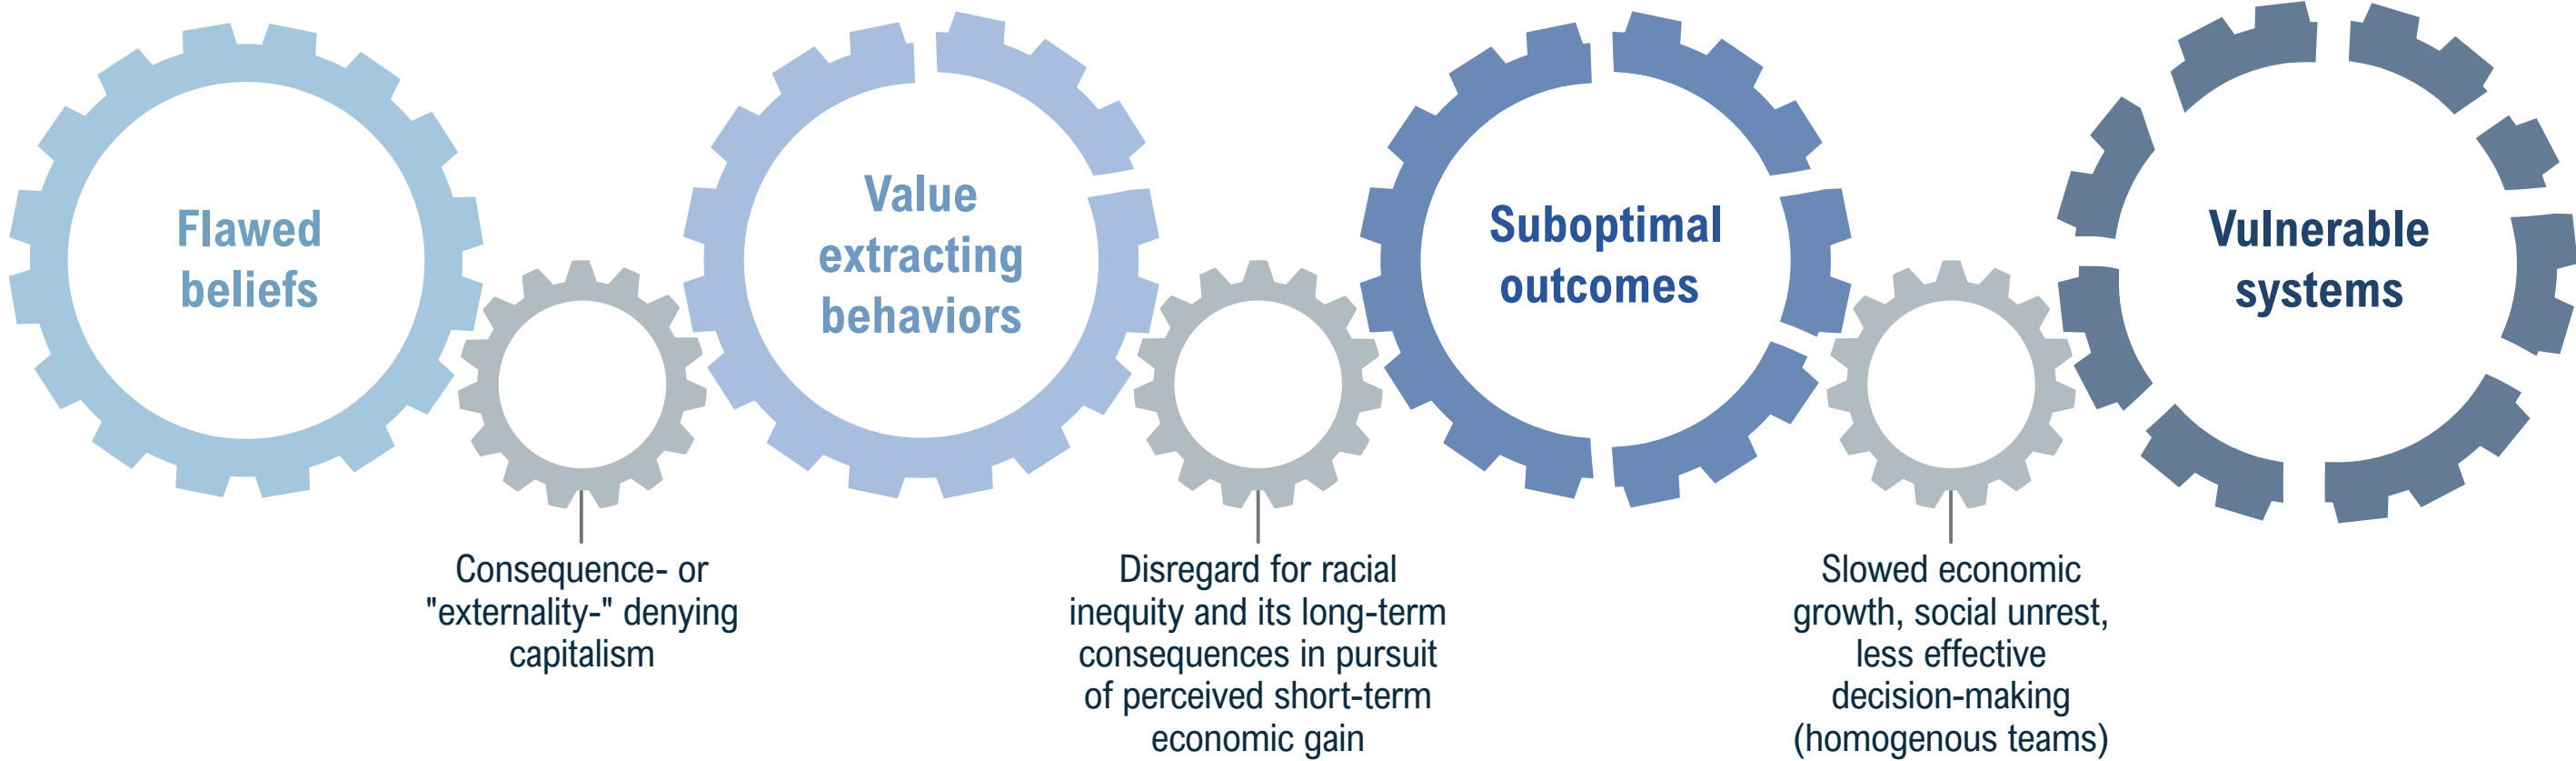 Flawed
beliefs
Value
extracting
behaviors
Suboptimal
outcomes
Vulnerable
systems
Consequence- or
"externality-" denying
capitalism
Disregard for racial
inequity and its long-term
consequences in pursuit
of perceived short-term
economic gain
Slowed economic
growth, social unrest,
less effective
decision-making
(homogenous teams)